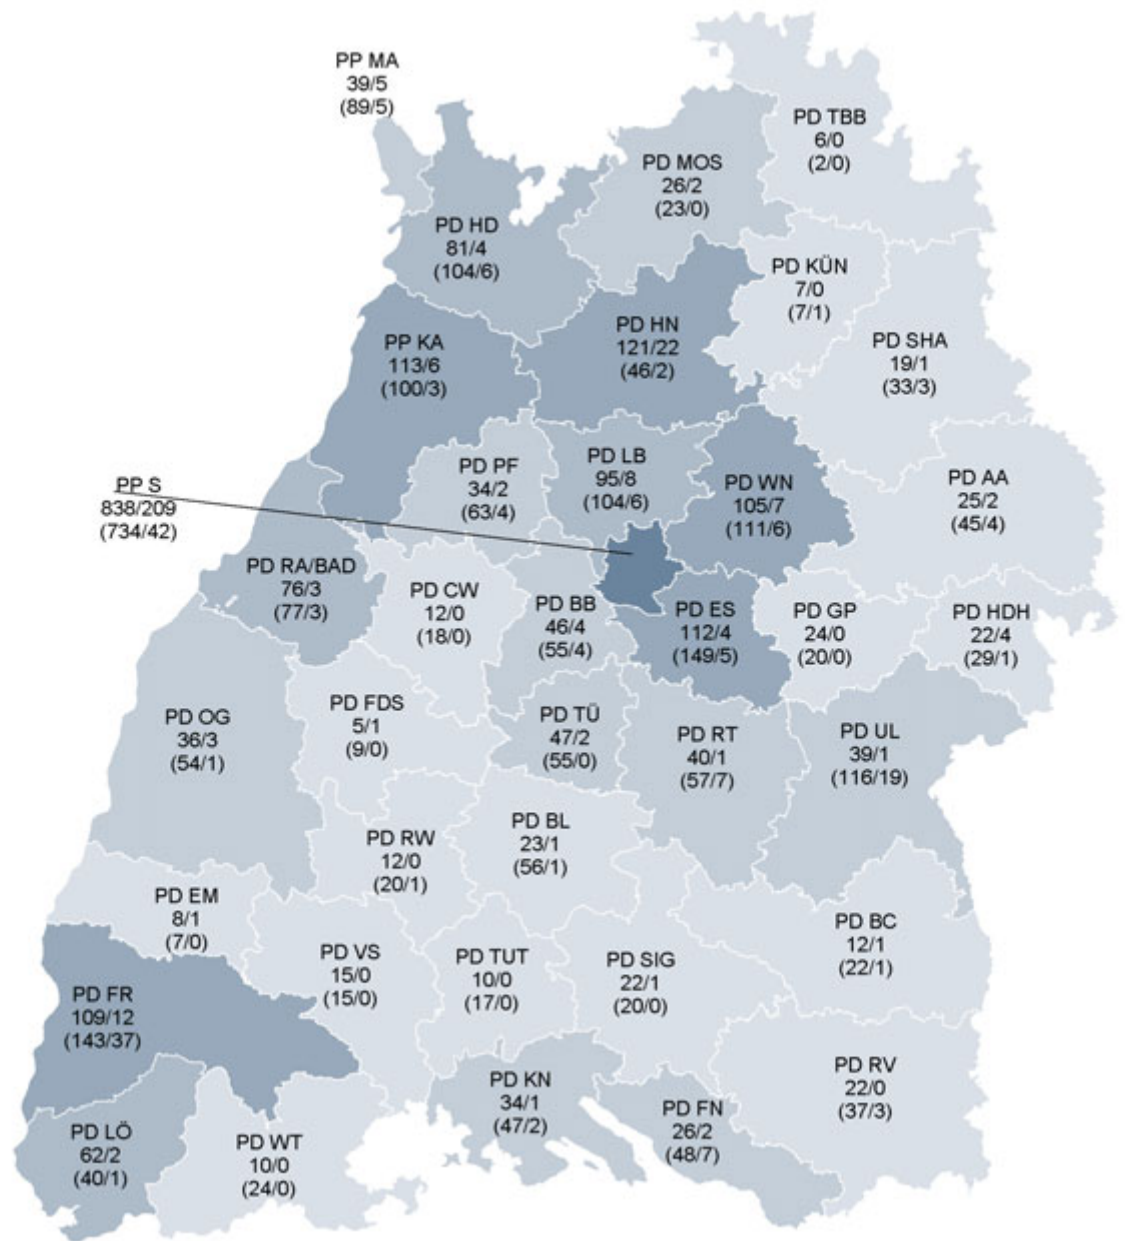 PP MA
39/5
(89/5)
PD TBB
6/0
(2/0)
PD MOS
26/2
(23/0)
PD HD
81/4
(104/6)
PD KÜN
7/0
(7/1)
PD HN
121/22
(46/2)
PP KA
113/6
(100/3)
PD SHA
19/1
(33/3)
PD LB
95/8
(104/6)
PD PF
34/2
(63/4)
PD WN
105/7
(111/6)
PD AA
25/2
(45/4)
PP S
838/209
(734/42)
PD RA/BAD
76/3
(77/3)
PD CW
12/0
(18/0)
PD BB
46/4
(55/4)
PD ES
112/4
(149/5)
PD GP
24/0
(20/0)
PD HDH
22/4
(29/1)
PD FDS
5/1
(9/0)
PD OG
36/3
(54/1)
PD TÜ
47/2
(55/0)
PD RT
40/1
(57/7)
PD UL
39/1
(116/19)
PD BL
23/1
(56/1)
PD RW
12/0
(20/1)
PD EM
8/1
(7/0)
PD BC
12/1
(22/1)
PD VS
15/0
(15/0)
PD TUT
10/0
(17/0)
PD SIG
22/1
(20/0)
PD FR
109/12
(143/37)
PD RV
22/0
(37/3)
PD KN
34/1
(47/2)
PD FN
26/2
(48/7)
PD LÖ
62/2
(40/1)
PD WT
10/0
(24/0)